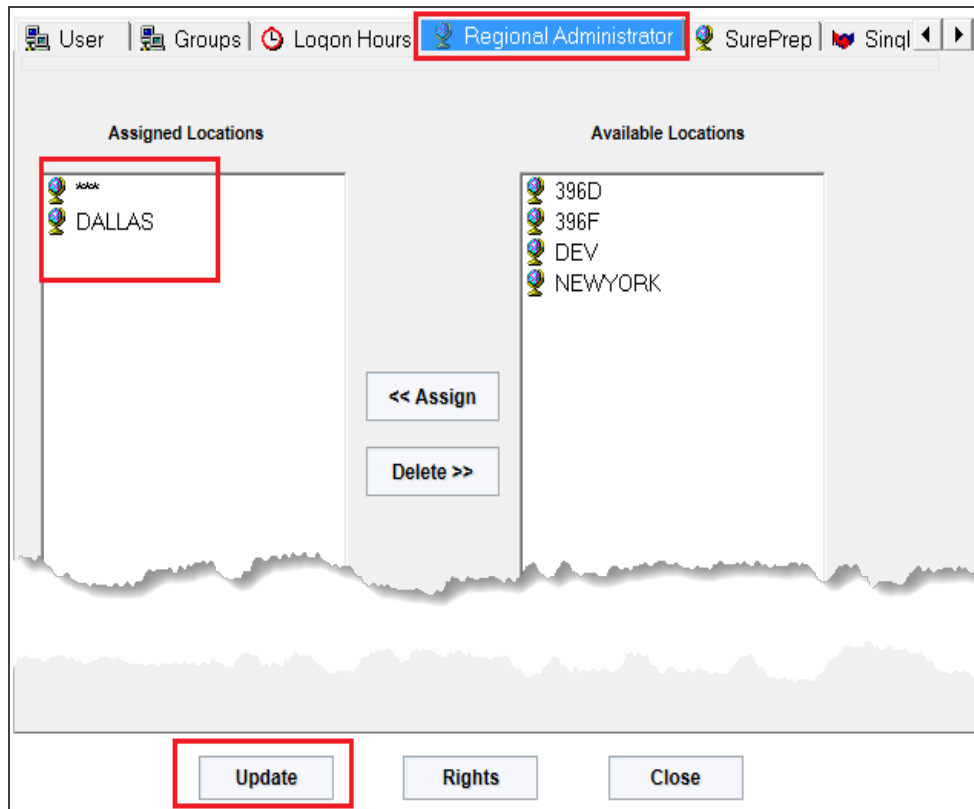 User Groups Logon Hours Regional Administrator SurePrep Singl
Assigned Locations Available Locations
****
DALLAS
396D
396F
DEV
NEWYORK
<< Assign
Delete >>
Update Rights Close